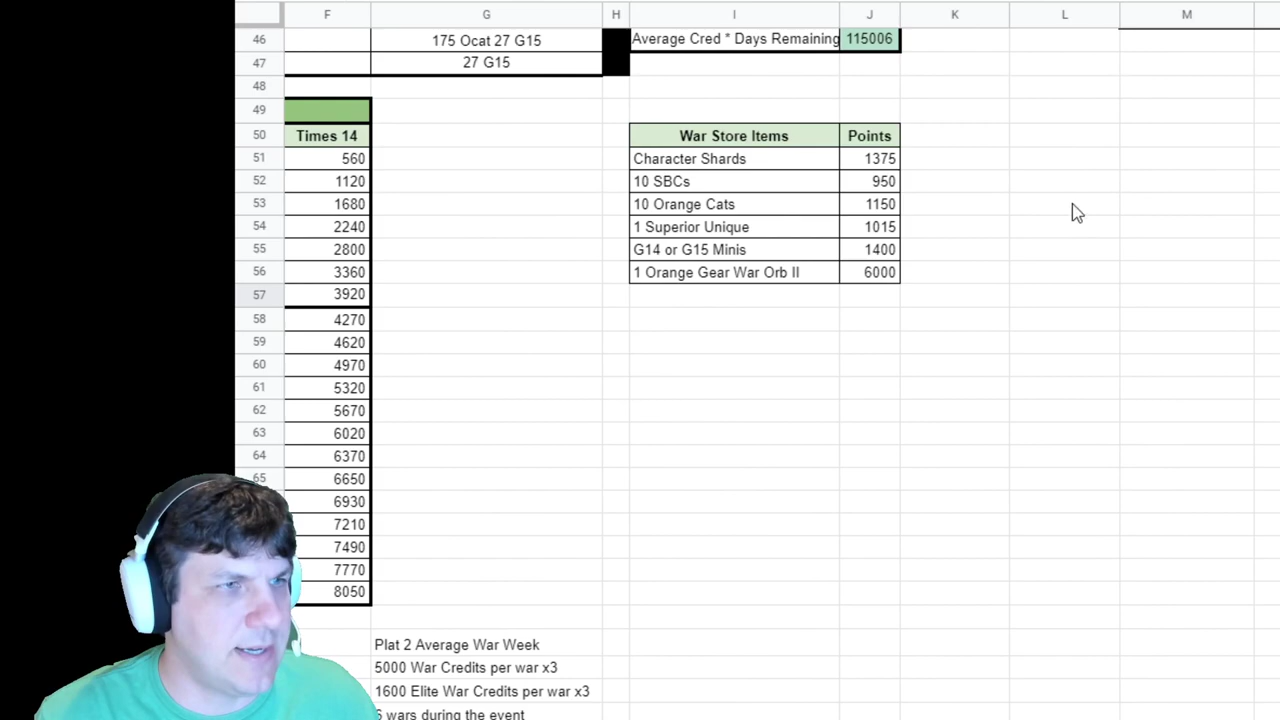 F G H I J K L M
46 175 Ocat 27 G15 Average Cred * Days Remaining 115006
47 27 G15
48
49
50 Times 14 War Store Items Points
51 560 Character Shards 1375
52 1120 10 SBCs 950
53 1680 10 Orange Cats 1150
54 2240 1 Superior Unique 1015
55 2800 G14 or G15 Minis 1400
56 3360 1 Orange Gear War Orb II 6000
57 3920
58 4270
59 4620
60 4970
61 5320
62 5670
63 6020
64 6370
65 6650
6930
7210
7490
7770
8050
Plat 2 Average War Week
5000 War Credits per war x3
1600 Elite War Credits per war x3
6 wars during the event